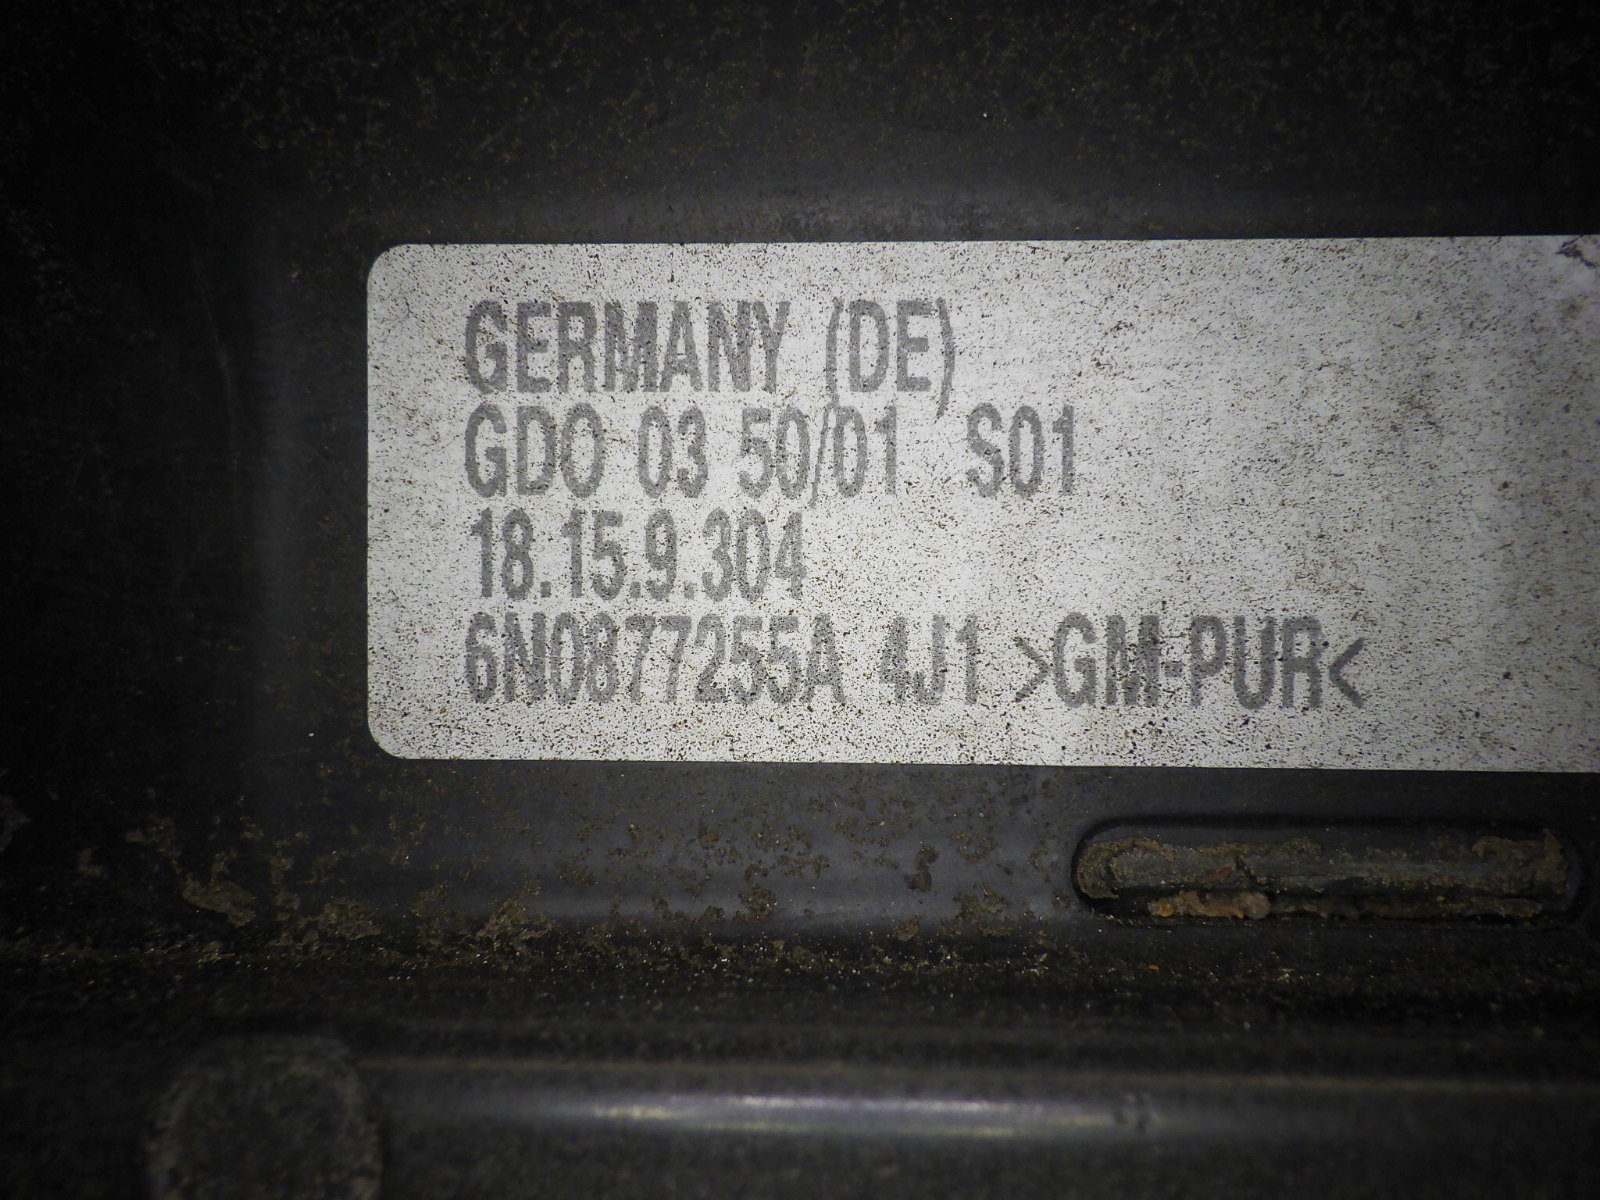 GERMANY (DE)
GDO 03 50/01 S01
18.15.9.304
6N0877255A 4J1 >GM-PUR<